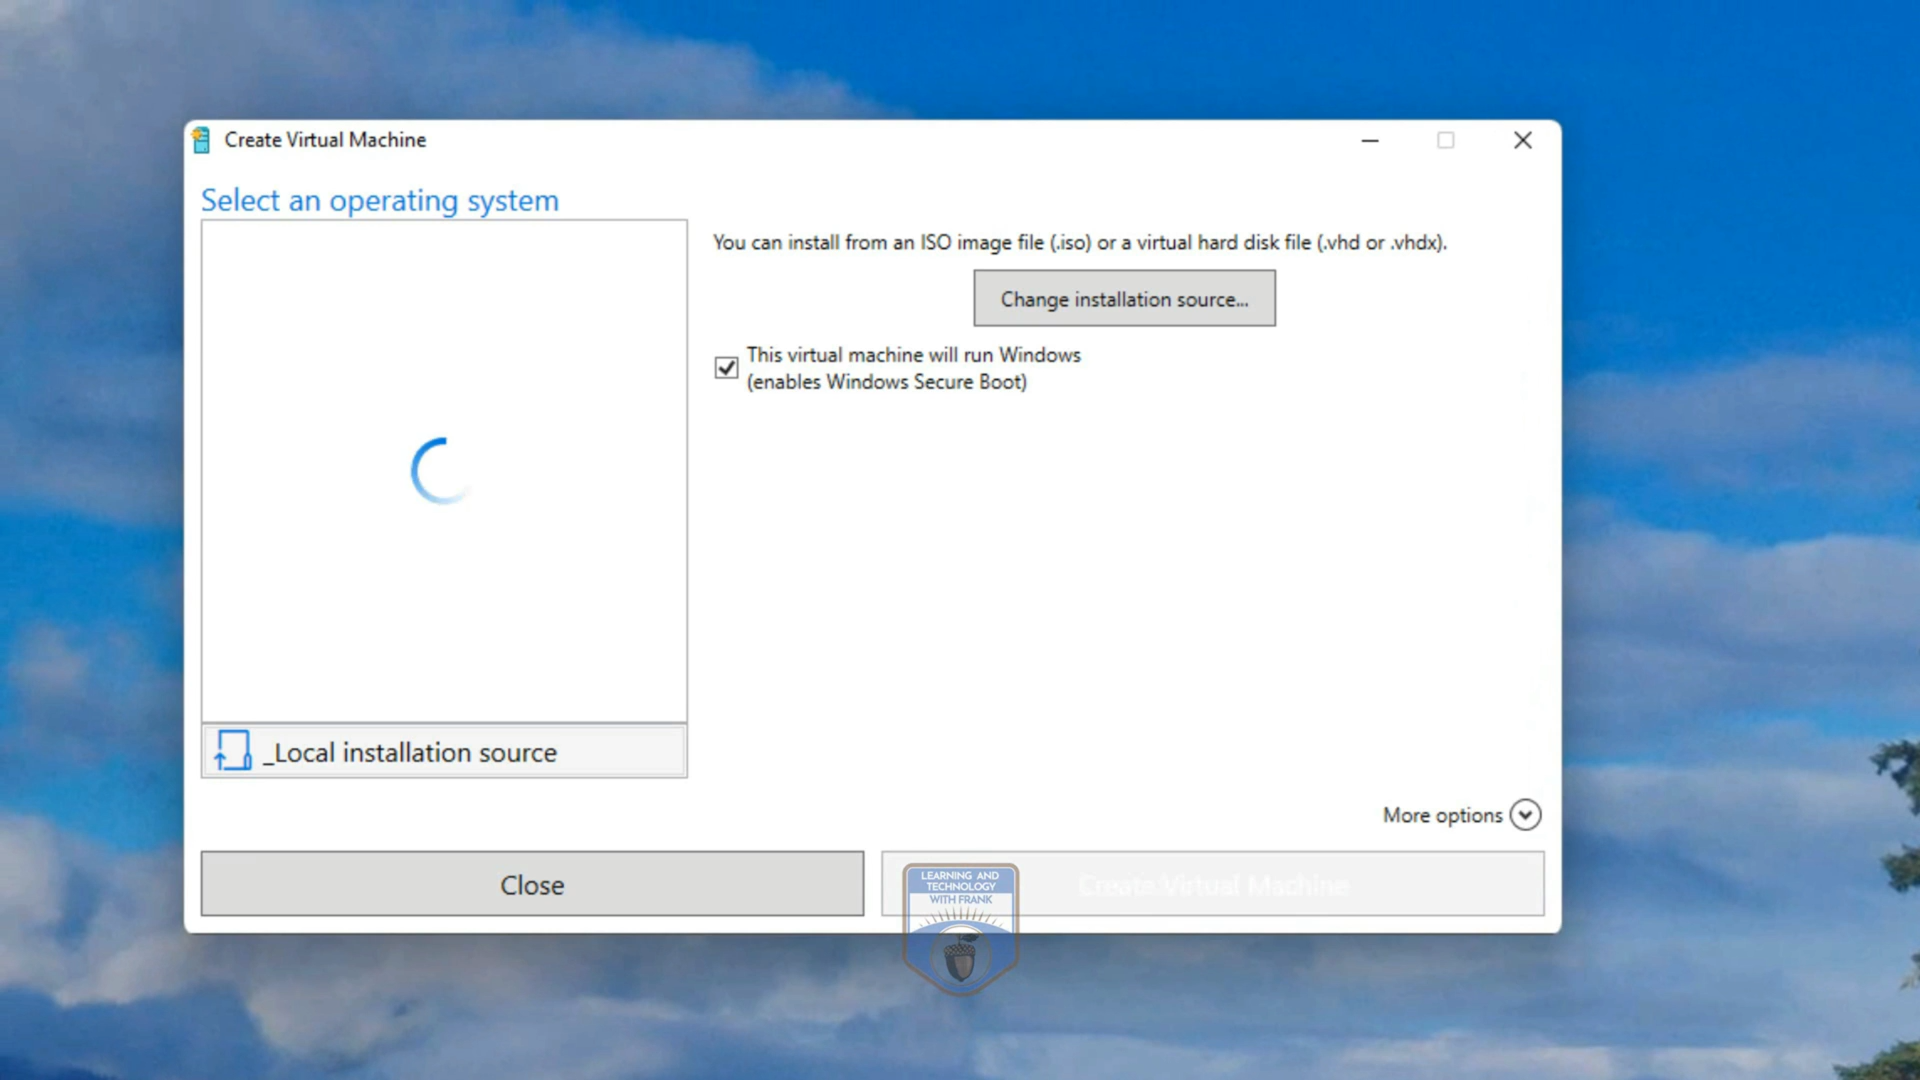 Create Virtual Machine
Select an operating system
You can install from an ISO image file (.iso) or a virtual hard disk file (.vhd or .vhdx).
Change installation source...
This virtual machine will run Windows
(enables Windows Secure Boot)
_Local installation source
More options
Close
Create Virtual Machine
LEARNING AND
TECHNOLOGY
WITH FRANK